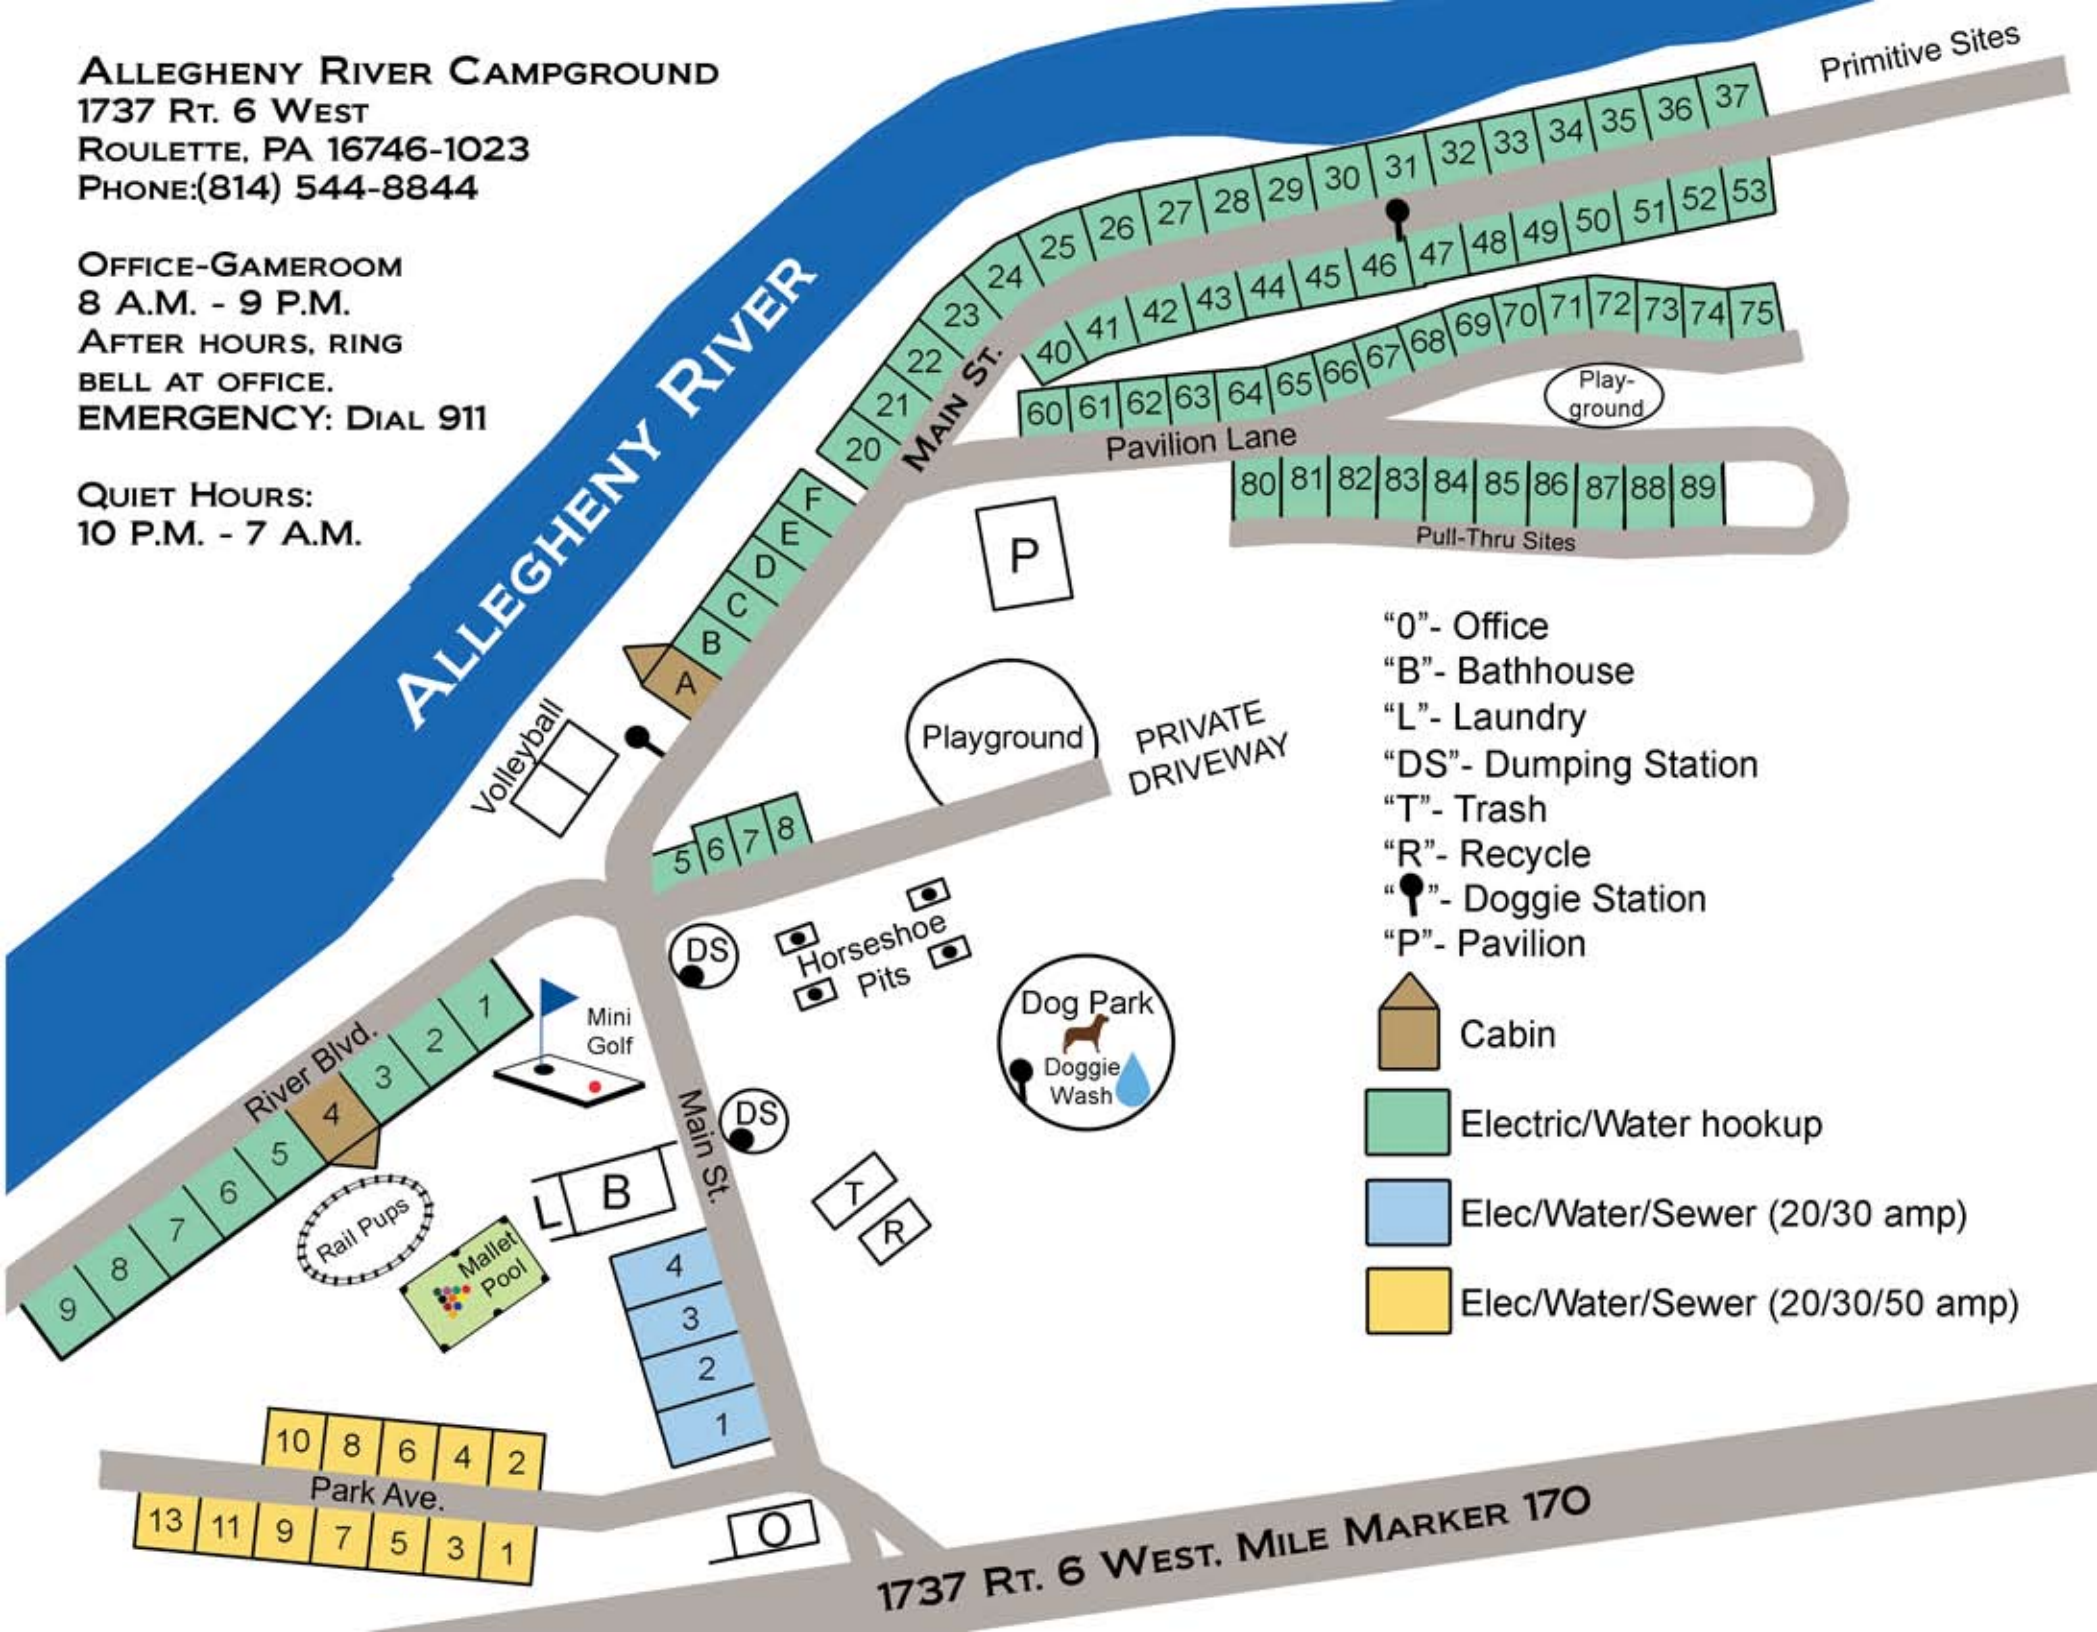 ALLEGHENY RIVER CAMPGROUND
1737 RT. 6 WEST
ROULETTE, PA 16746-1023
PHONE:(814) 544-8844
OFFICE-GAMEROOM
8 A.M. - 9 P.M.
AFTER HOURS, RING
BELL AT OFFICE.
EMERGENCY: DIAL 911
QUIET HOURS:
10 P.M. - 7 A.M.
ALLEGHENY RIVER
Primitive Sites
20 21 22 23 24 25 26 27 28 29 30 31 32 33 34 35 36 37
40 41 42 43 44 45 46 47 48 49 50 51 52 53
MAIN ST.
60 61 62 63 64 65 66 67 68 69 70 71 72 73 74 75
Play-
ground
Pavilion Lane
80 81 82 83 84 85 86 87 88 89
Pull-Thru Sites
F
E
D
C
B
A
P
Volleyball
Playground
PRIVATE
DRIVEWAY
5 6 7 8
DS
Horseshoe
Pits
Dog Park
Doggie
Wash
Mini
Golf
River Blvd.
1
2
3
4
5
6
7
8
9
Main St.
DS
L B
T
R
Rail Pups
Mallet
Pool
4
3
2
1
10 8 6 4 2
Park Ave.
13 11 9 7 5 3 1
O
1737 RT. 6 WEST. MILE MARKER 170
“0”- Office
“B”- Bathhouse
“L”- Laundry
“DS”- Dumping Station
“T”- Trash
“R”- Recycle
“ ”- Doggie Station
“P”- Pavilion
Cabin
Electric/Water hookup
Elec/Water/Sewer (20/30 amp)
Elec/Water/Sewer (20/30/50 amp)